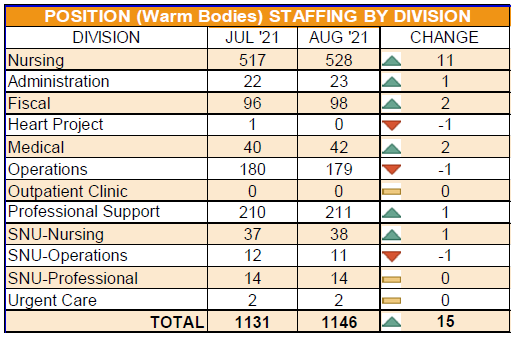 POSITION (Warm Bodies) STAFFING BY DIVISION
DIVISION JUL '21 AUG '21 CHANGE
Nursing 517 528 11
Administration 22 23 1
Fiscal 96 98 2
Heart Project 1 0 -1
Medical 40 42 2
Operations 180 179 -1
Outpatient Clinic 0 0 0
Professional Support 210 211 1
SNU-Nursing 37 38 1
SNU-Operations 12 11 -1
SNU-Professional 14 14 0
Urgent Care 2 2 0
TOTAL 1131 1146 15